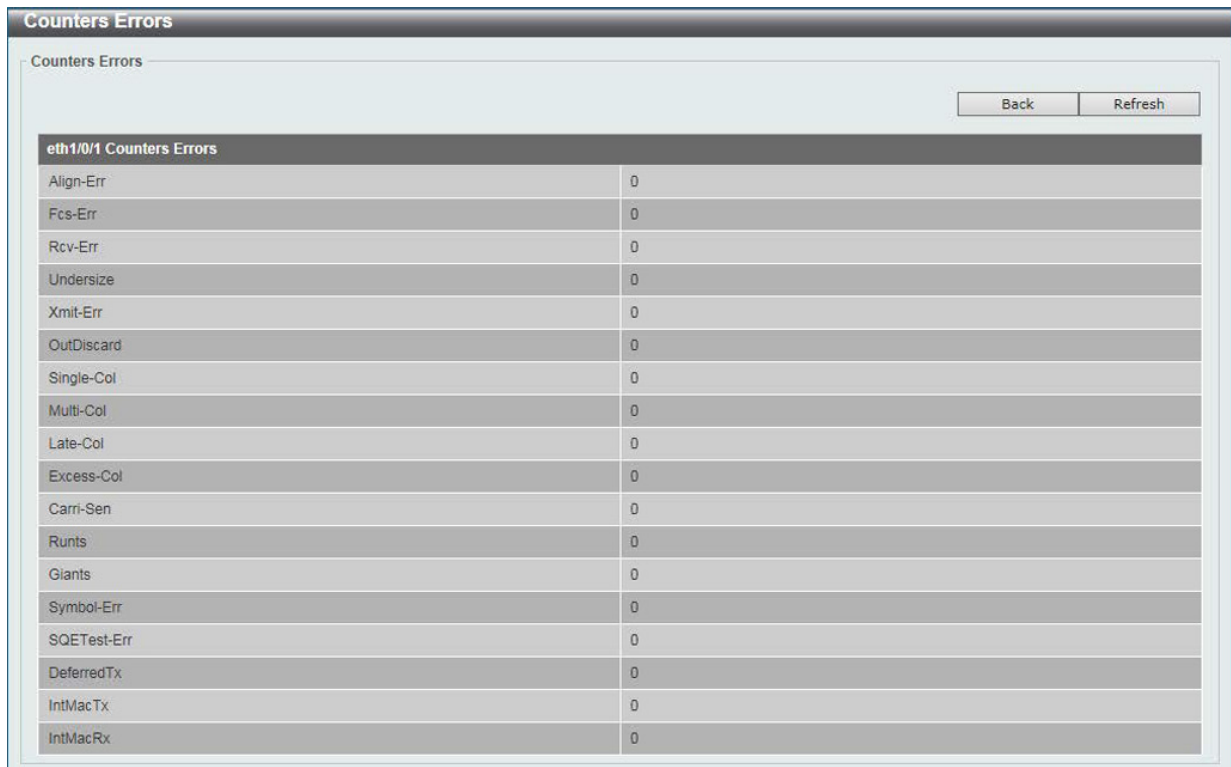 Counters Errors
Counters Errors
Back Refresh
eth1/0/1 Counters Errors
Align-Err 0
Fcs-Err 0
Rcv-Err 0
Undersize 0
Xmit-Err 0
OutDiscard 0
Single-Col 0
Multi-Col 0
Late-Col 0
Excess-Col 0
Carri-Sen 0
Runts 0
Giants 0
Symbol-Err 0
SQETest-Err 0
DeferredTx 0
IntMacTx 0
IntMacRx 0